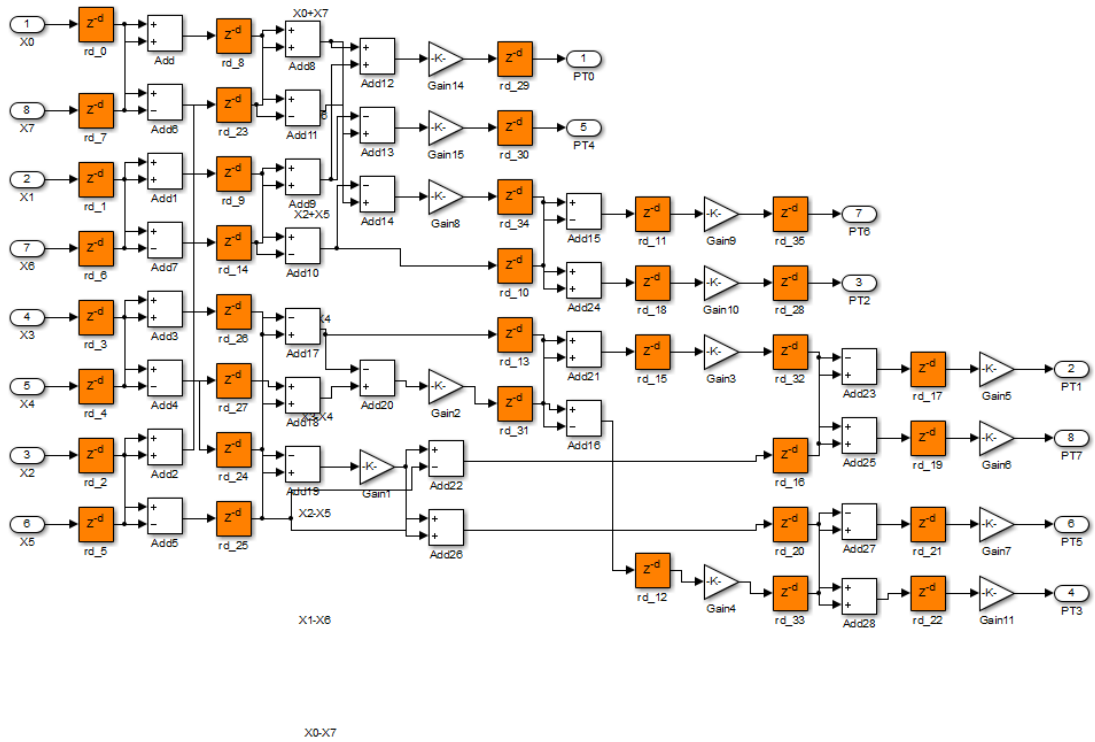 X0+X7
1 Z-d + + Z-d + + + + -K- Z-d 1
X0 rd_0 Add rd_8 Add8 Add12 Gain14 rd_29 PT0
8 Z-d + − Z-d + − − + -K- Z-d 5
X7 rd_7 Add6 rd_23 Add11 Add13 Gain15 rd_30 PT4
2 Z-d + + Z-d + + − + -K- Z-d + − Z-d -K- Z-d 7
X1 rd_1 Add1 rd_9 Add9 Add14 Gain8 rd_34 Add15 rd_11 Gain9 rd_35 PT6
X2+X5
7 Z-d + − Z-d + − Z-d + + Z-d -K- Z-d 3
X6 rd_6 Add7 rd_14 Add10 rd_10 Add24 rd_18 Gain10 rd_28 PT2
4 Z-d + + Z-d − + Z-d + + Z-d -K- Z-d − + Z-d -K- 2
X3 rd_3 Add3 rd_26 Add17 rd_13 Add21 rd_15 Gain3 rd_32 Add23 rd_17 Gain5 PT1
5 Z-d + − Z-d + + − + -K- Z-d + −
X4 rd_4 Add4 rd_27 Add18 Add20 Gain2 rd_31 Add16
X3-X4
3 Z-d + + Z-d − + -K- + − Z-d + + Z-d -K- 8
X2 rd_2 Add2 rd_24 Add19 Gain1 Add22 rd_16 Add25 rd_19 Gain6 PT7
X2-X5
6 Z-d + − Z-d + + Z-d − + Z-d -K- 6
X5 rd_5 Add5 rd_25 Add26 rd_20 Add27 rd_21 Gain7 PT5
Z-d -K- Z-d + + Z-d -K- 4
rd_12 Gain4 rd_33 Add28 rd_22 Gain11 PT3
X1-X6
X0-X7